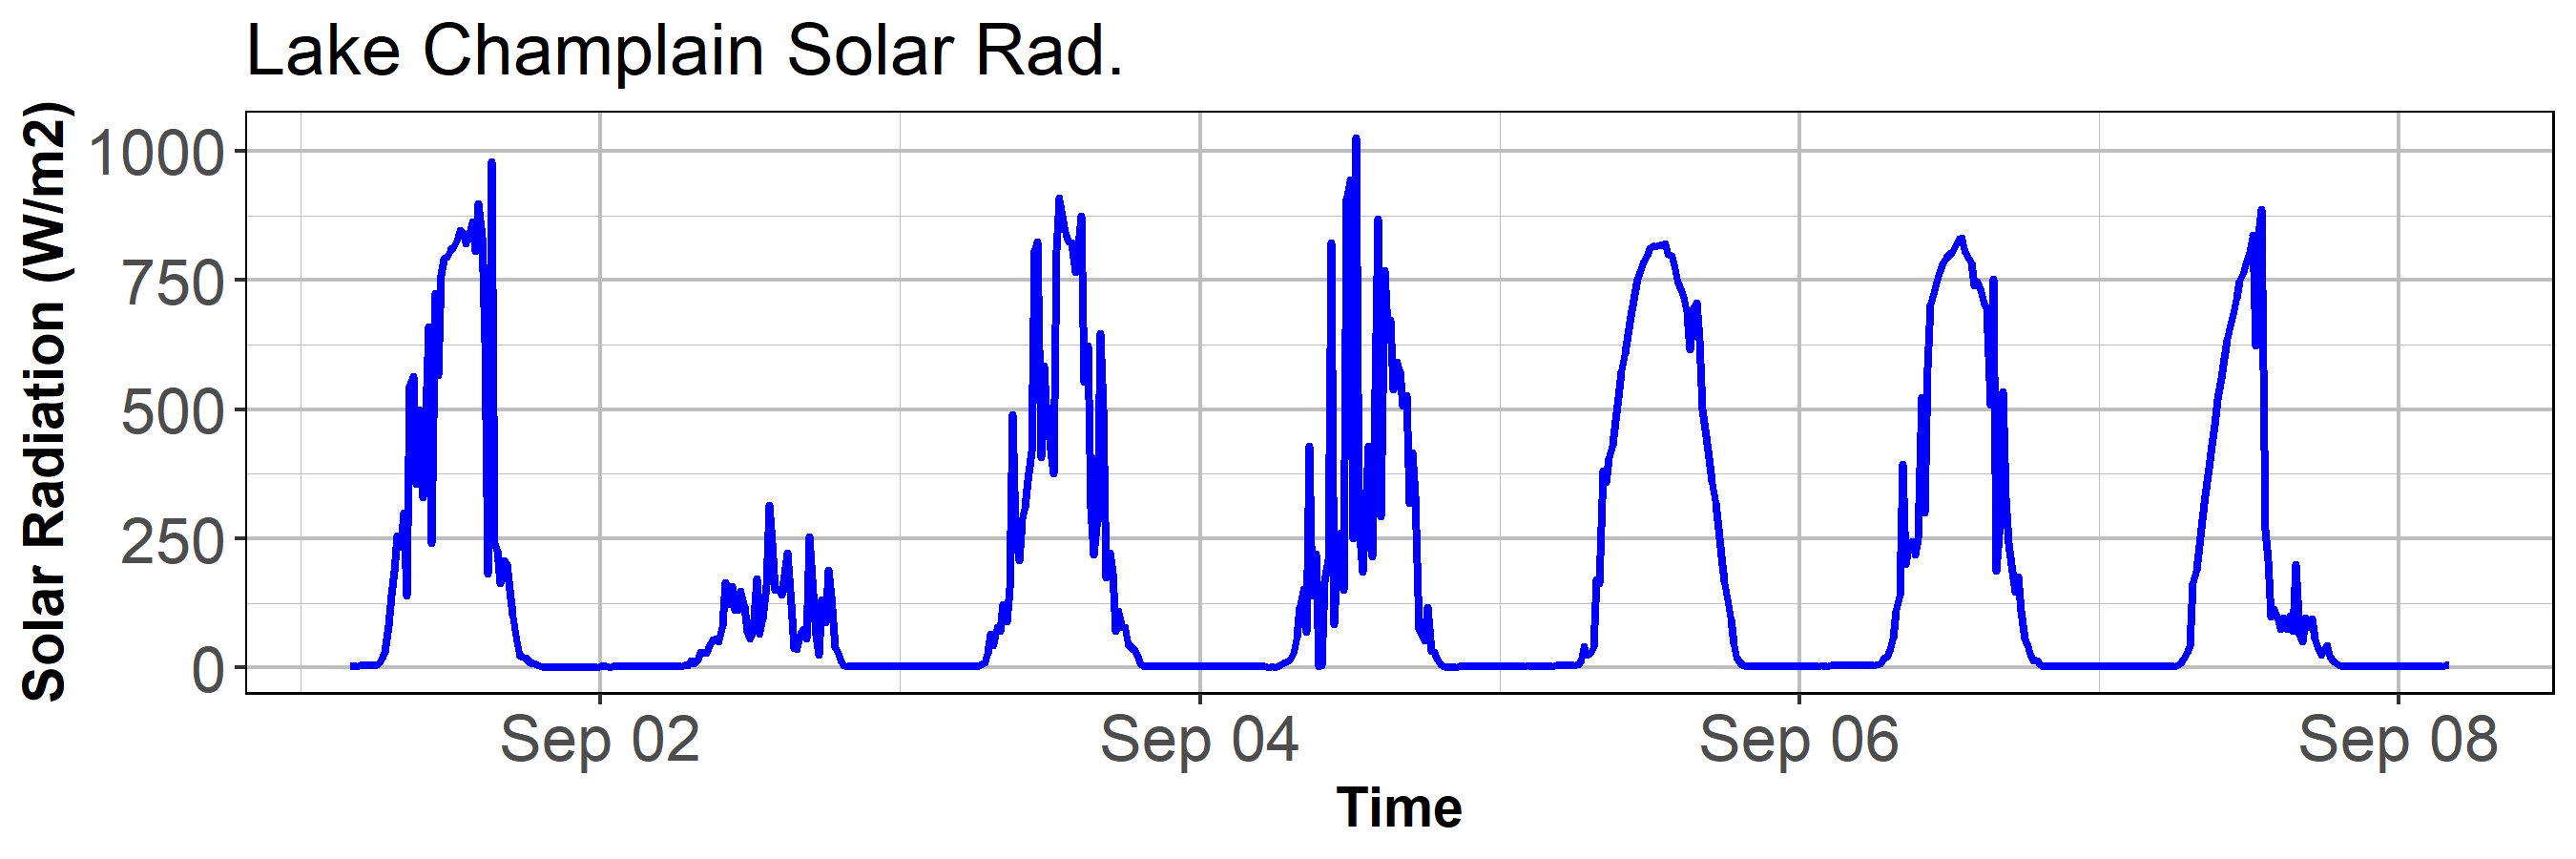 Lake Champlain Solar Rad.
Solar Radiation (W/m2)
1000
750
500
250
0
Sep 02
Sep 04
Sep 06
Sep 08
Time